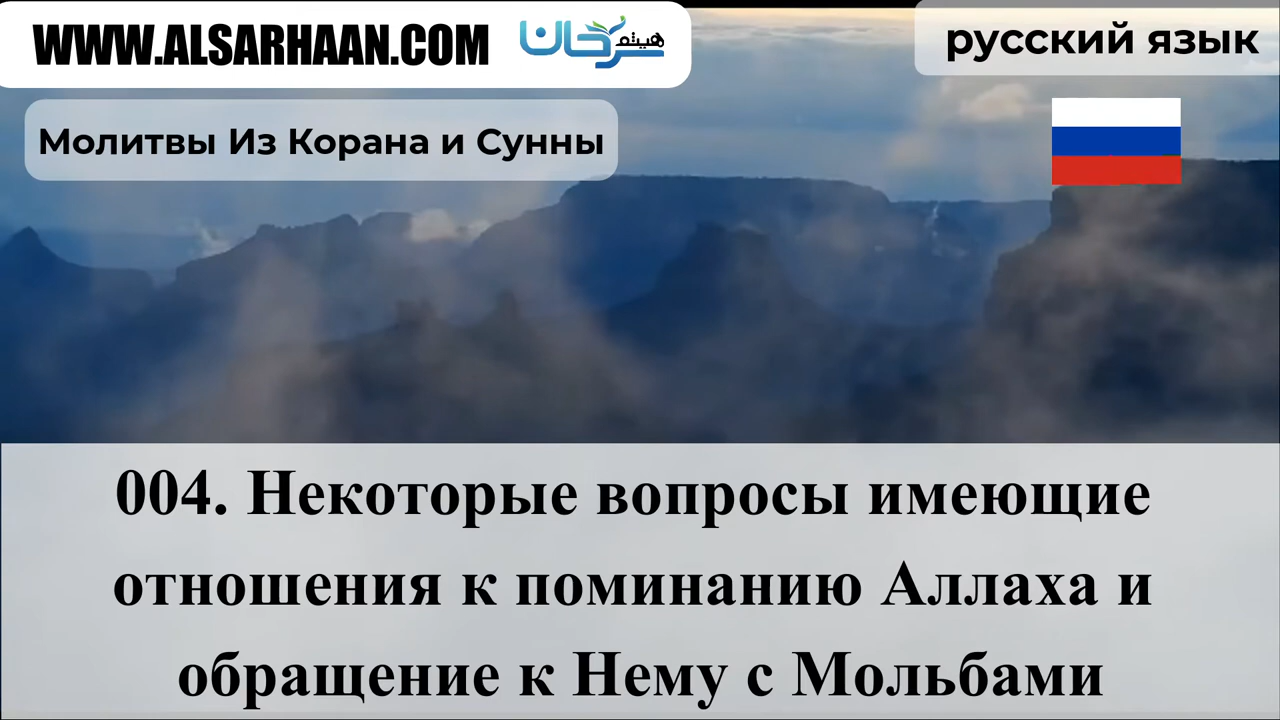 WWW.ALSARHAAN.COM
هيثم سرحان
русский язык
Молитвы Из Корана и Сунны
004. Некоторые вопросы имеющие
отношения к поминанию Аллаха и
обращение к Нему с Мольбами